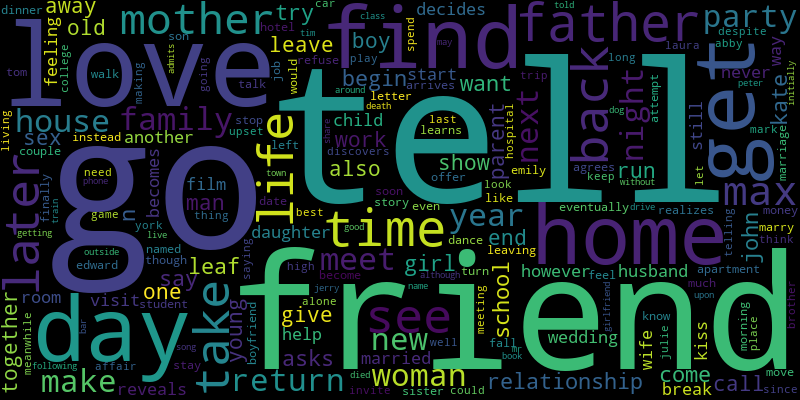 dinner
away
mother
try
car
class
told
old
feeling
son
hotel
tim
decides
father
party
love
find
spend
may
despite
laura
abby
tom
college
walk
making
admits
going
talk
job
would
leave
boy
refuse
play
long
never
kate
way
begin
start
want
trip
back
night
get
peter
initially
house
family
stop
upset
letter
arrives
around
death
tell
living
sex
instead
another
child
last
learns
parent
hospital
next
dog
attempt
still
mark
marriage
couple
becomes
left
life
work
discovers
share
show
emily
agrees
keep
run
without
let
max
need
phone
go
film
man
thing
town
also
offer
look
like
soon
story
even
date
best
later
finally
train
game
n
york
live
daughter
good
time
year
home
eventually
drive
realizes
john
money
marry
think
getting
outside
edward
named
though
saying
dance
end
leaving
telling
meet
girl
turn
however
feel
husband
apartment
leaf
say
high
become
friend
much
upon
brother
room
visit
one
student
take
young
boyfriend
alone
jerry
give
although
name
meeting
school
girlfriend
know
wife
julie
kiss
morning
place
together
meanwhile
day
bar
song
help
see
new
well
fall
mr
book
wedding
following
affair
stay
asks
married
died
make
reveals
return
invite
woman
sister
could
relationship
come
break
call
move
since